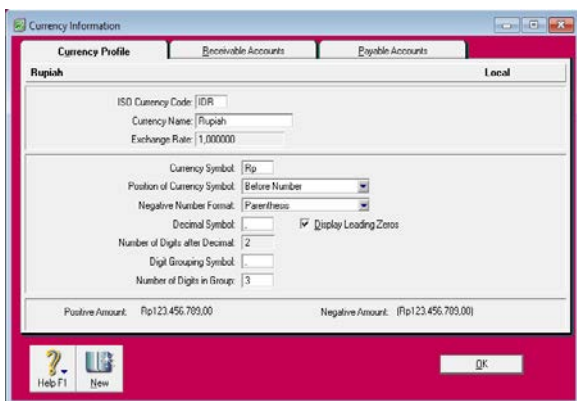 Currency Information
Currency Profile
Receivable Accounts
Payable Accounts
Rupiah
Local
ISO Currency Code: IDR
Currency Name: Rupiah
Exchange Rate: 1,000000
Currency Symbol: Rp
Position of Currency Symbol: Before Number
Negative Number Format: Parenthesis
Decimal Symbol: ,
Display Leading Zeros
Number of Digits after Decimal: 2
Digit Grouping Symbol: .
Number of Digits in Group: 3
Positive Amount: Rp123.456.789,00
Negative Amount: (Rp123.456.789,00)
Help F1
New
OK